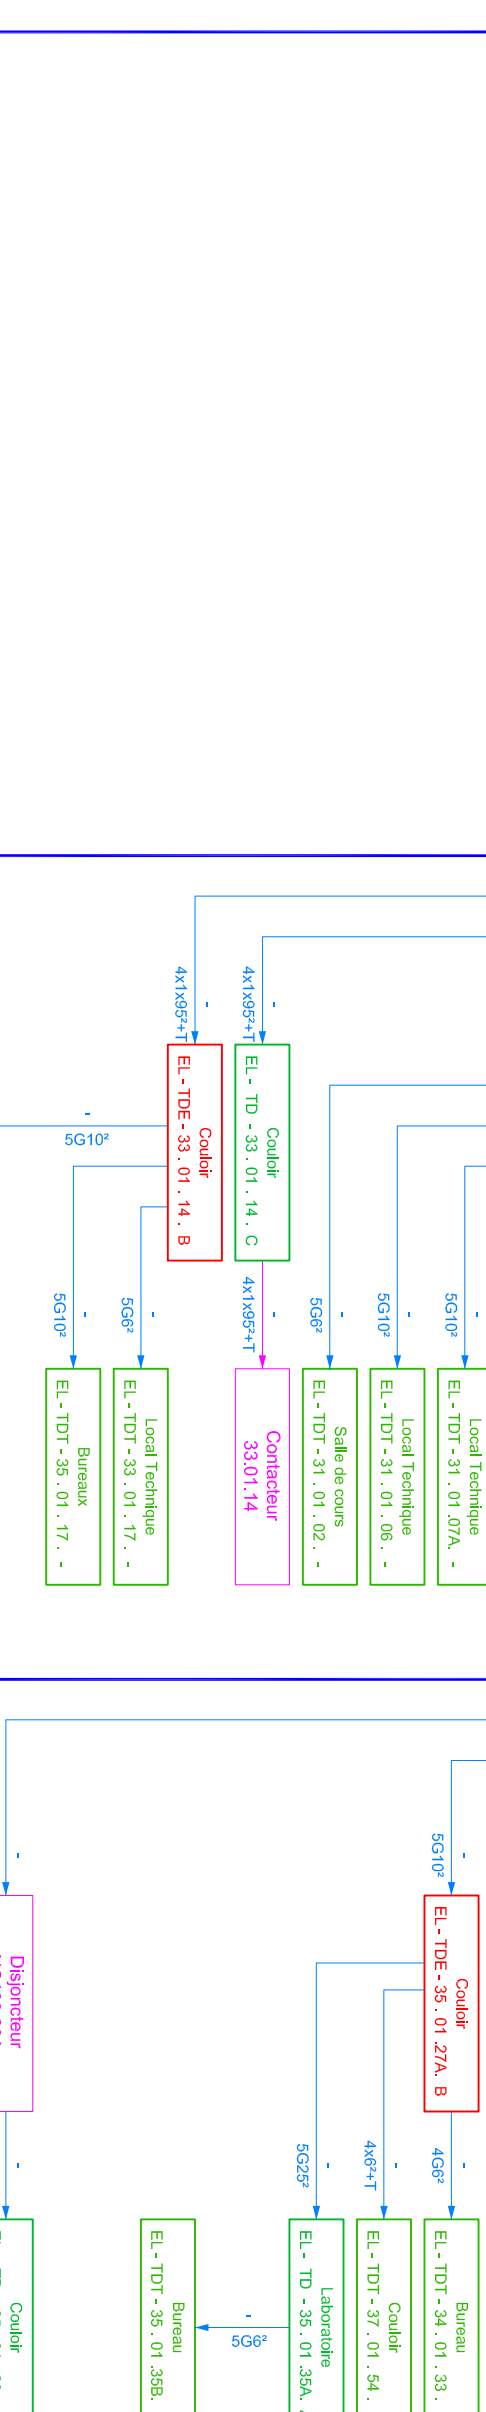 4x1x95²+T
-
4x1x95²+T
-
Couloir
EL - TDE - 33 . 01 . 14 . B
Couloir
EL - TD - 33 . 01 . 14 . C
-
5G10²
5G10²
-
5G6²
-
4x1x95²+T
-
5G6²
-
5G10²
-
5G10²
-
Bureaux
EL - TDT - 35 . 01 . 17 . -
Local Technique
EL - TDT - 33 . 01 . 17 . -
Contacteur
33.01.14
Salle de cours
EL - TDT - 31 . 01 . 02 . -
Local Technique
EL - TDT - 31 . 01 . 06 . -
Local Technique
EL - TDT - 31 . 01 .07A. -
-
5G10²
-
Disjoncteur
Couloir
EL - TDE - 35 . 01 .27A. B
-
5G25²
-
4x6²+T
-
4G6²
-
Couloir
Bureau
EL - TDT - 35 . 01 .35B.
-
5G6²
Laboratoire
EL - TD - 35 . 01 .35A.
Couloir
EL - TDT - 37 . 01 . 54 .
Bureau
EL - TDT - 34 . 01 . 33 .